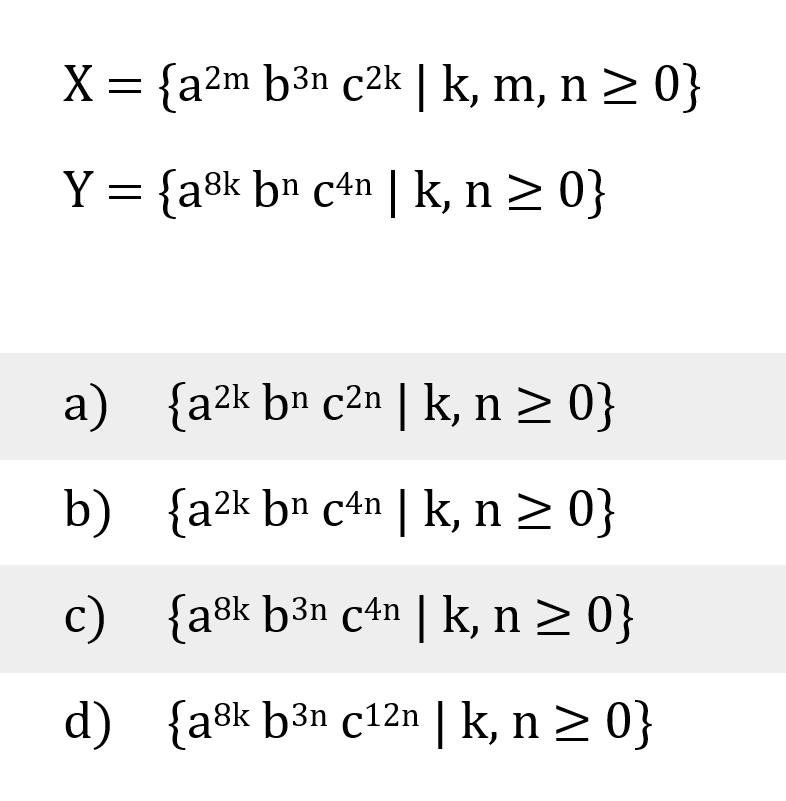 X = {a²ᵐ b³ⁿ c²ᵏ | k, m, n ≥ 0}
Y = {a⁸ᵏ bⁿ c⁴ⁿ | k, n ≥ 0}
a) {a²ᵏ bⁿ c²ⁿ | k, n ≥ 0}
b) {a²ᵏ bⁿ c⁴ⁿ | k, n ≥ 0}
c) {a⁸ᵏ b³ⁿ c⁴ⁿ | k, n ≥ 0}
d) {a⁸ᵏ b³ⁿ c¹²ⁿ | k, n ≥ 0}